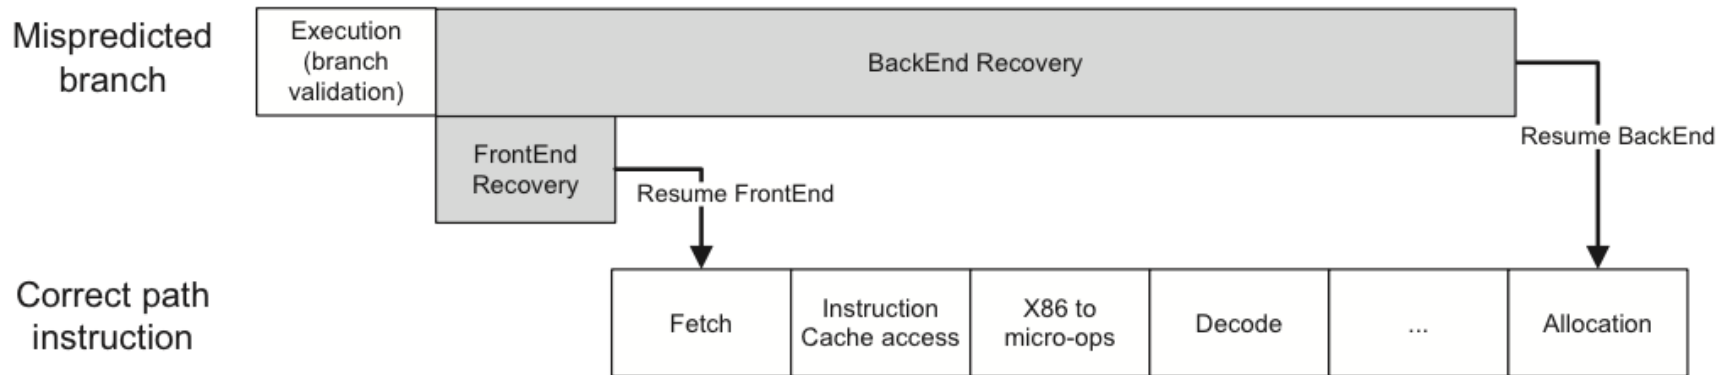 Mispredicted
branch
Execution
(branch
validation)
BackEnd Recovery
FrontEnd
Recovery
Resume FrontEnd
Resume BackEnd
Correct path
instruction
Fetch
Instruction
Cache access
X86 to
micro-ops
Decode
...
Allocation